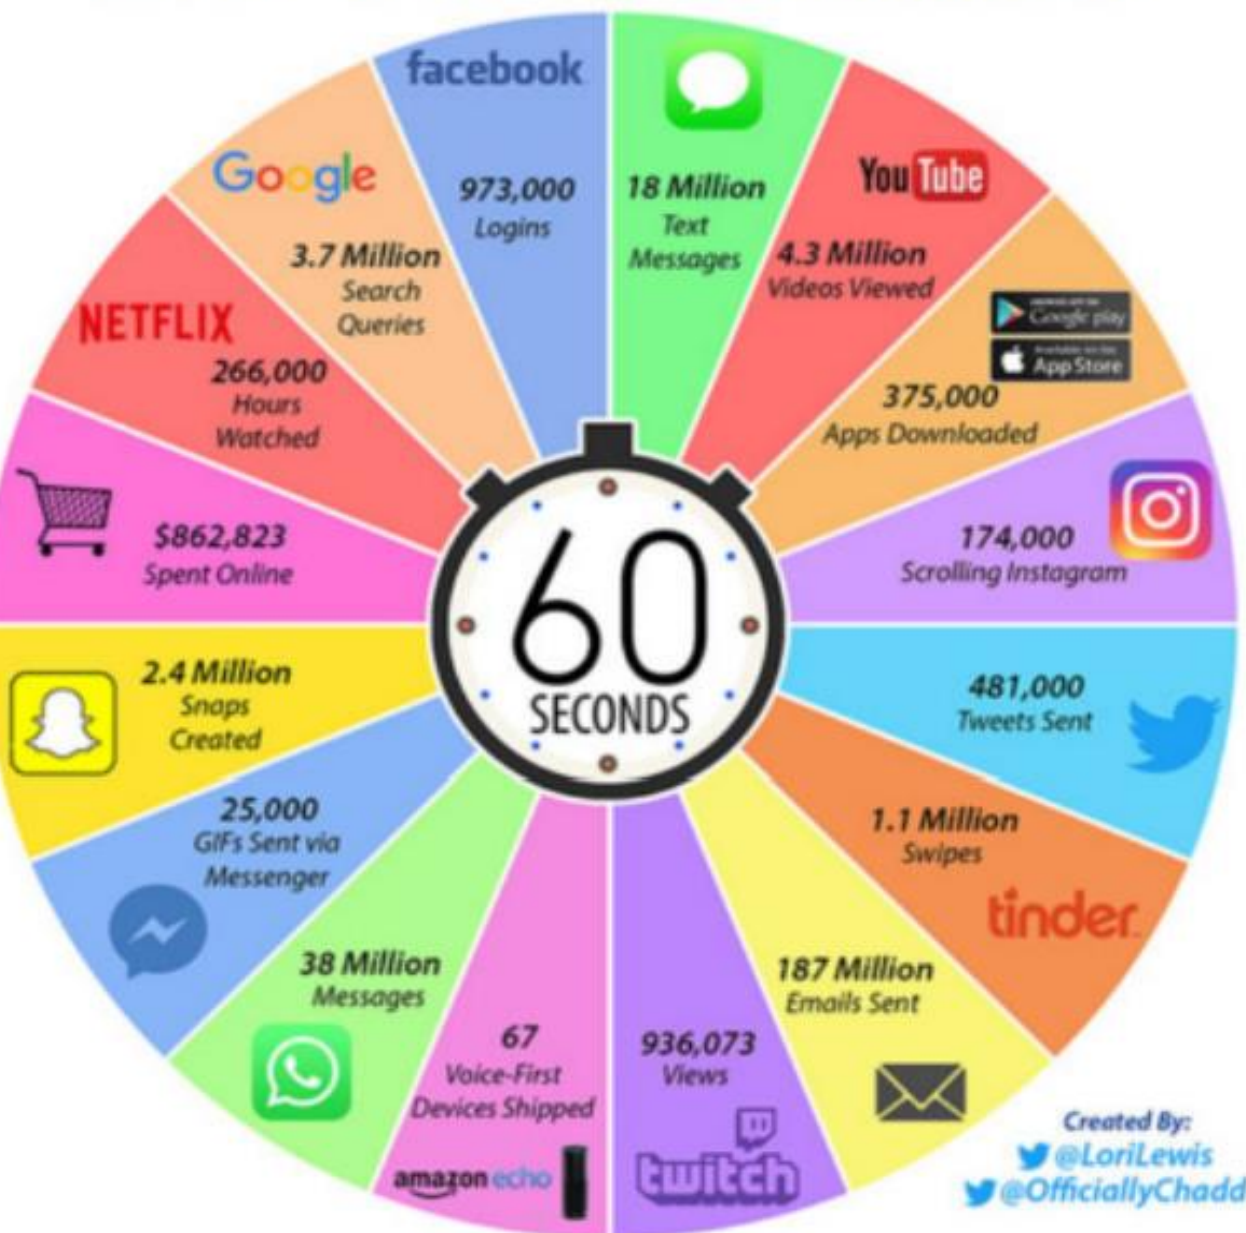 facebook
973,000
Logins
18 Million
Text
Messages
YouTube
4.3 Million
Videos Viewed
Google play
App Store
375,000
Apps Downloaded
174,000
Scrolling Instagram
481,000
Tweets Sent
1.1 Million
Swipes
tinder
187 Million
Emails Sent
936,073
Views
twitch
67
Voice-First
Devices Shipped
amazon echo
38 Million
Messages
25,000
GIFs Sent via
Messenger
2.4 Million
Snaps
Created
$862,823
Spent Online
NETFLIX
266,000
Hours
Watched
Google
3.7 Million
Search
Queries
60
SECONDS
Created By:
@LoriLewis
@OfficiallyChadd